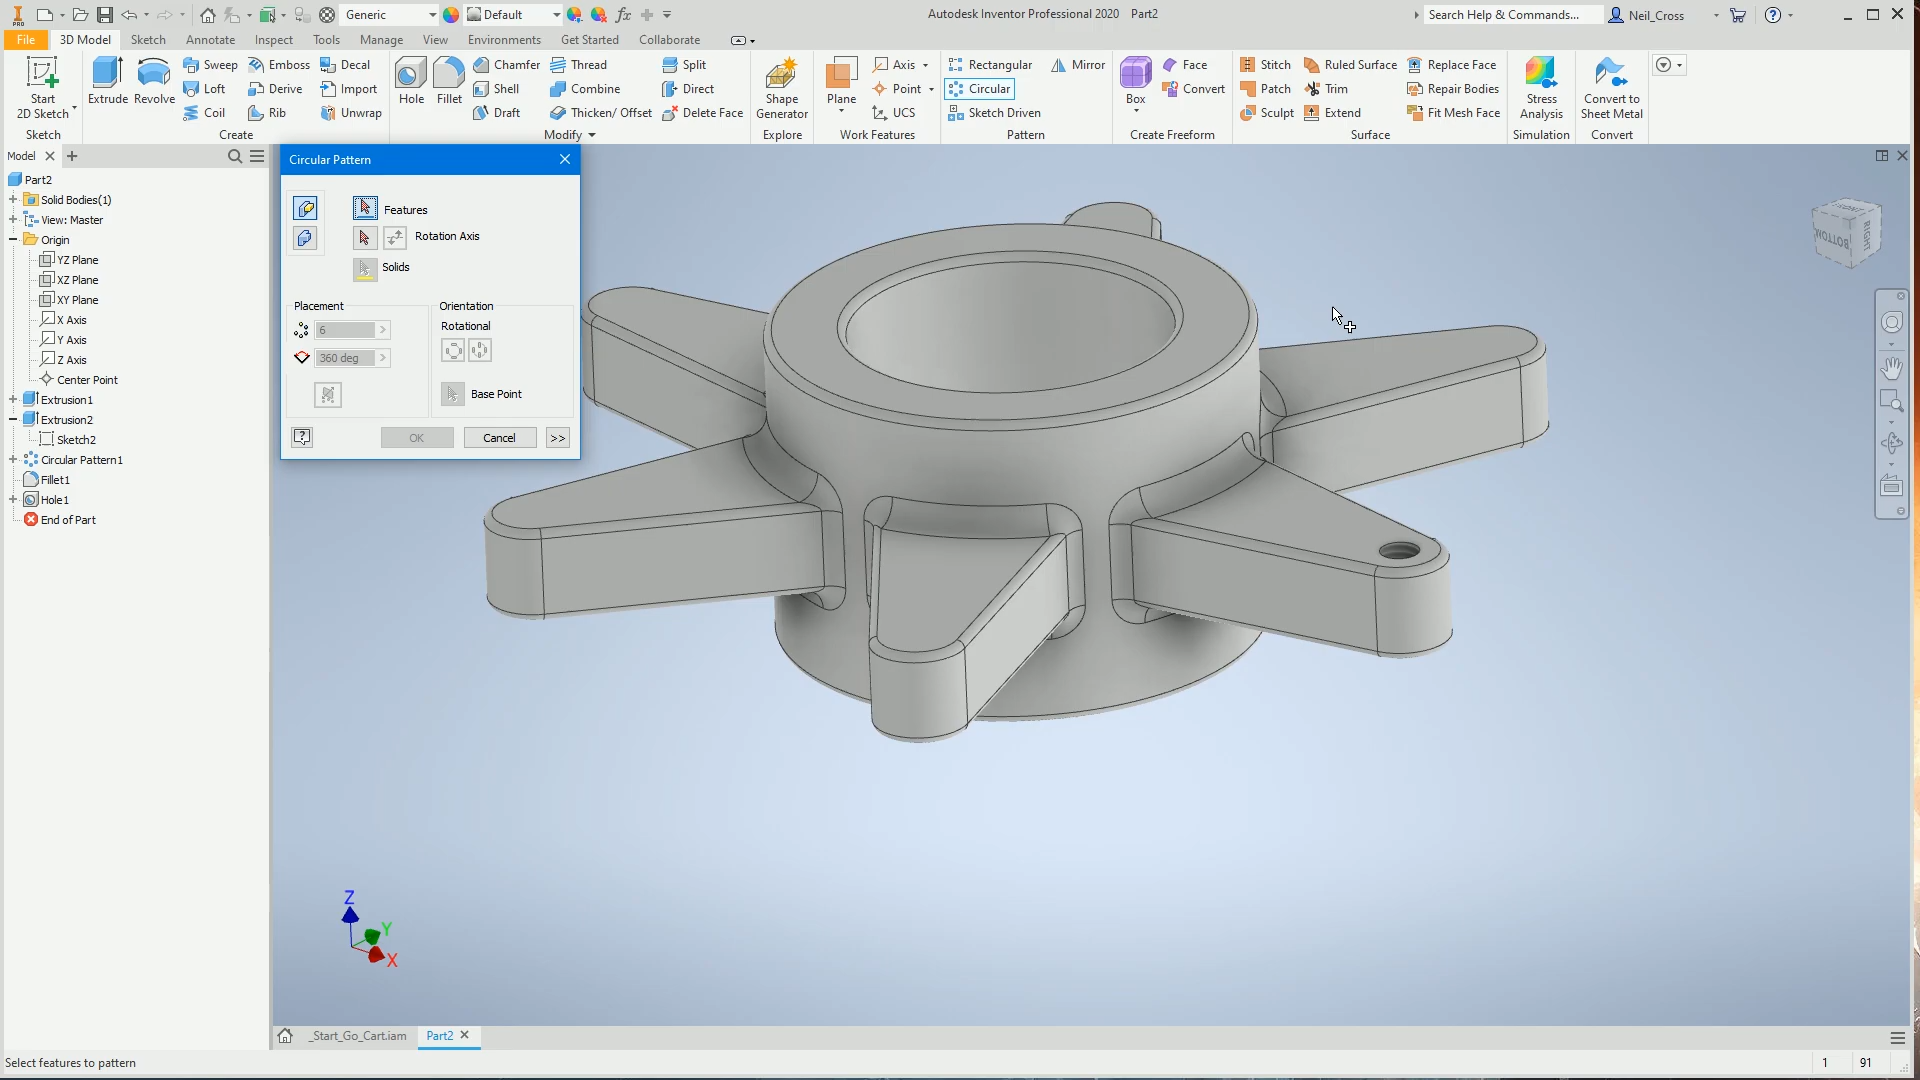 Generic
Default
fx
Autodesk Inventor Professional 2020 Part2
Search Help & Commands...
Neil_Cross
File
3D Model
Sketch
Annotate
Inspect
Tools
Manage
View
Environments
Get Started
Collaborate
Start
2D Sketch
Sketch
Extrude
Revolve
Sweep
Loft
Coil
Emboss
Derive
Rib
Decal
Import
Unwrap
Create
Hole
Fillet
Chamfer
Shell
Draft
Thread
Combine
Thicken/ Offset
Split
Direct
Delete Face
Modify
Shape
Generator
Explore
Plane
Axis
Point
UCS
Work Features
Rectangular
Circular
Sketch Driven
Mirror
Pattern
Box
Face
Convert
Create Freeform
Stitch
Patch
Sculpt
Ruled Surface
Trim
Extend
Replace Face
Repair Bodies
Fit Mesh Face
Surface
Stress
Analysis
Simulation
Convert to
Sheet Metal
Convert
Model
Part2
Solid Bodies(1)
View: Master
Origin
YZ Plane
XZ Plane
XY Plane
X Axis
Y Axis
Z Axis
Center Point
Extrusion1
Extrusion2
Sketch2
Circular Pattern1
Fillet1
Hole1
End of Part
Circular Pattern
Features
Rotation Axis
Solids
Placement
6
360 deg
Orientation
Rotational
Base Point
OK
Cancel
>>
FRONT
RIGHT
BOTTOM
Z
Y
X
_Start_Go_Cart.iam
Part2
Select features to pattern
1
91